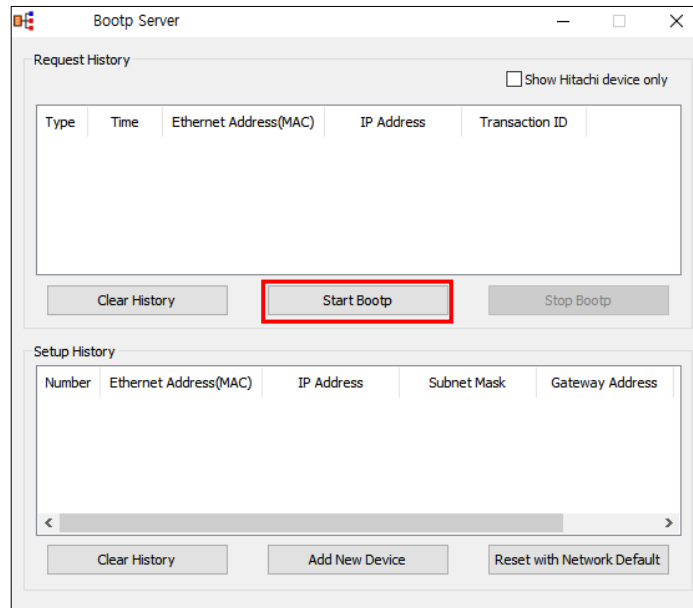 Bootp Server
Request History
Show Hitachi device only
Type Time Ethernet Address(MAC) IP Address Transaction ID
Clear History Start Bootp Stop Bootp
Setup History
Number Ethernet Address(MAC) IP Address Subnet Mask Gateway Address
Clear History Add New Device Reset with Network Default